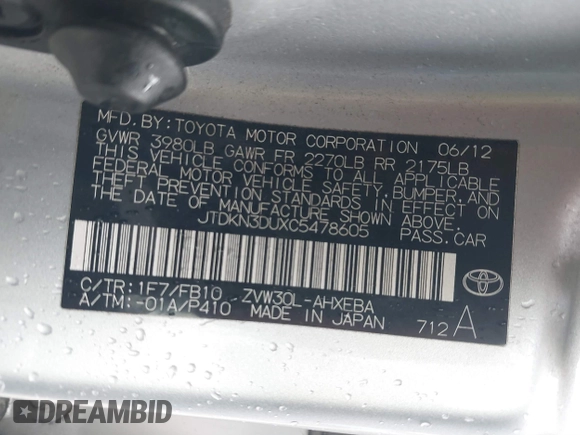 MFD. BY: TOYOTA MOTOR CORPORATION 06/12
GVWR 3980LB GAWR FR 2270LB RR 2175LB
THIS VEHICLE CONFORMS TO ALL APPLICABLE
FEDERAL MOTOR VEHICLE SAFETY, BUMPER, AND
THEFT PREVENTION STANDARDS IN EFFECT ON
THE DATE OF MANUFACTURE SHOWN ABOVE.
JTDKN3DUXC5478605 PASS.CAR
C/TR: 1F7/FB10 ZVW30L-AHXEBA
A/TM: -01A/P410 MADE IN JAPAN 712 A
DREAMBID